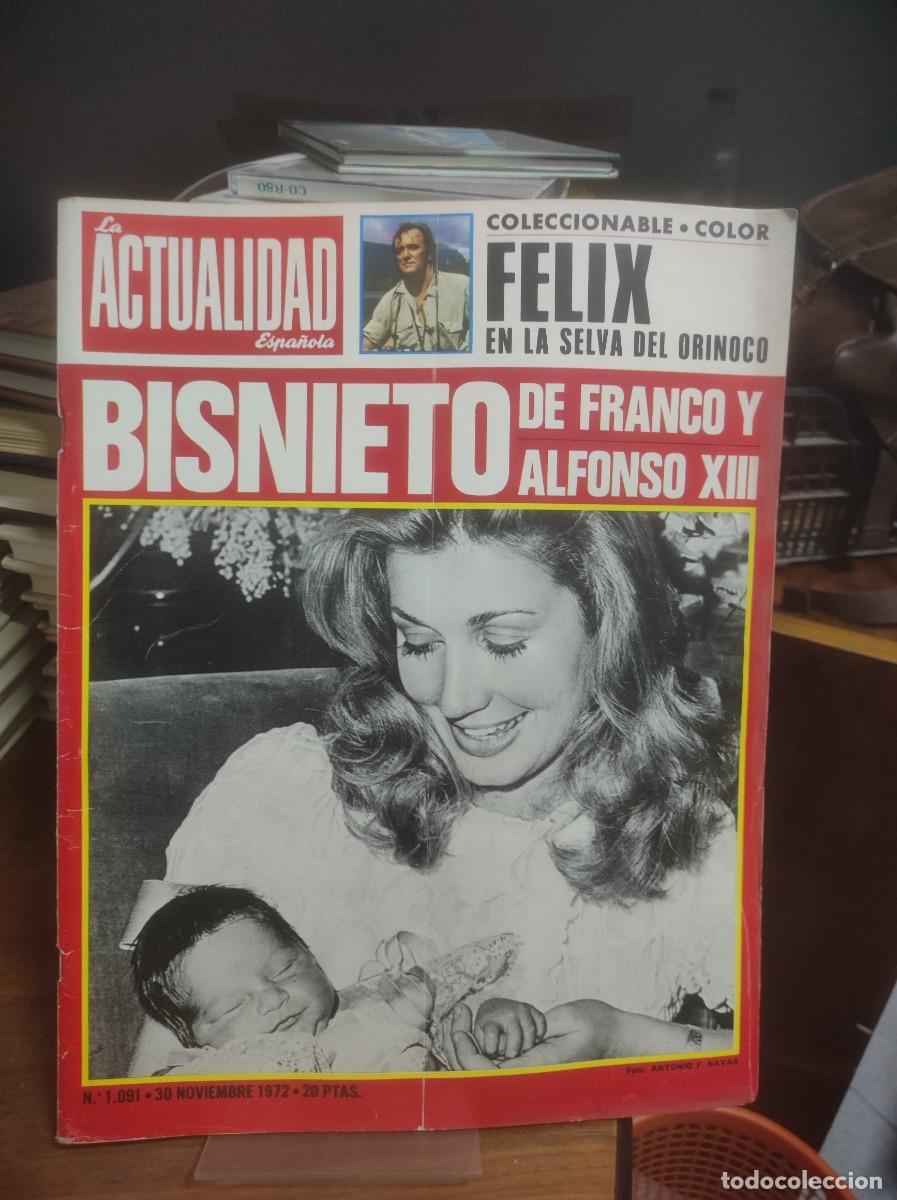 CD-R80
La
ACTUALIDAD
Española
COLECCIONABLE • COLOR
FELIX
EN LA SELVA DEL ORINOCO
BISNIETO
DE FRANCO Y
ALFONSO XIII
Foto: ANTONIO F. NAVAS
N.º 1.091 • 30 NOVIEMBRE 1972 • 20 PTAS.
todocoleccion